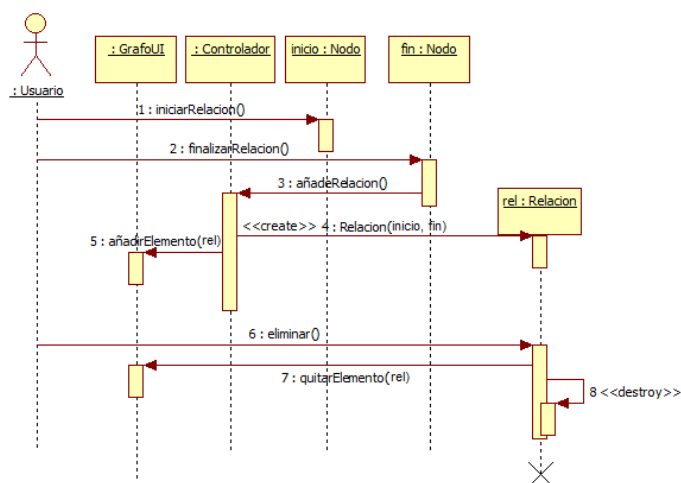 : Usuario
: GrafoUI
: Controlador
inicio : Nodo
fin : Nodo
1 : iniciarRelacion()
2 : finalizarRelacion()
3 : añadeRelacion()
rel : Relacion
<<create>> 4 : Relacion(inicio, fin)
5 : añadirElemento(rel)
6 : eliminar()
7 : quitarElemento(rel)
8 <<destroy>>